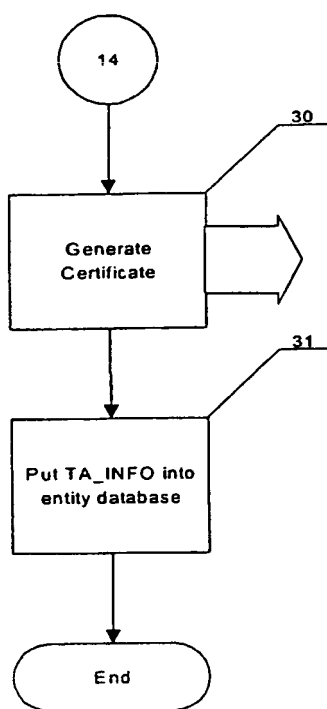 14
30
Generate
Certificate
31
Put TA_INFO into
entity database
End